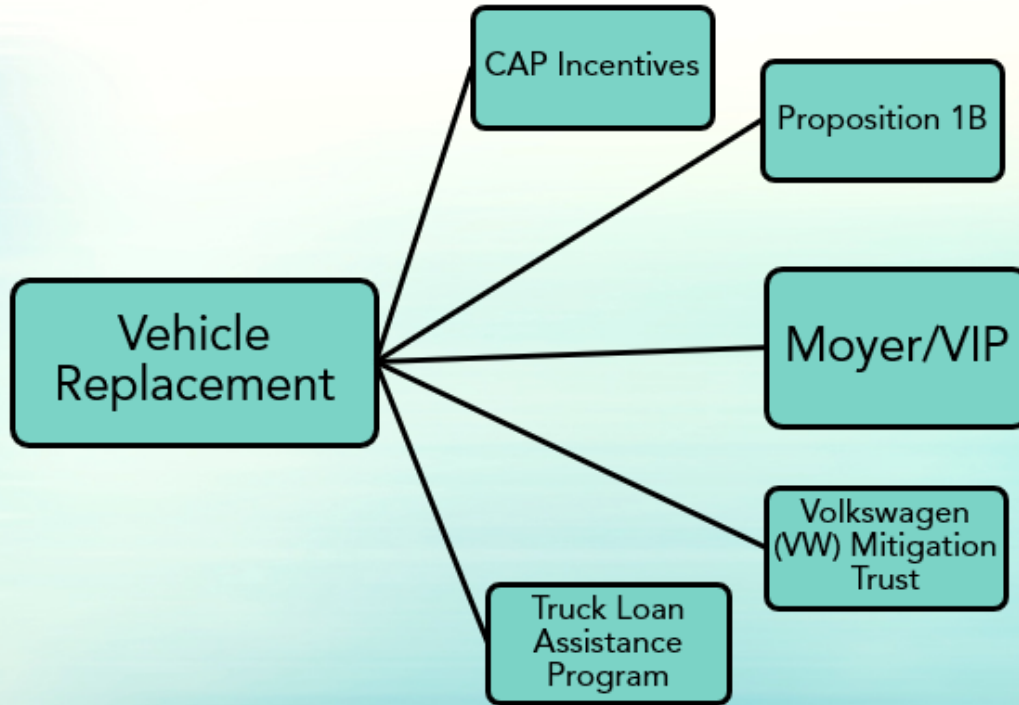 CAP Incentives
Proposition 1B
Vehicle
Replacement
Moyer/VIP
Volkswagen
(VW) Mitigation
Trust
Truck Loan
Assistance
Program